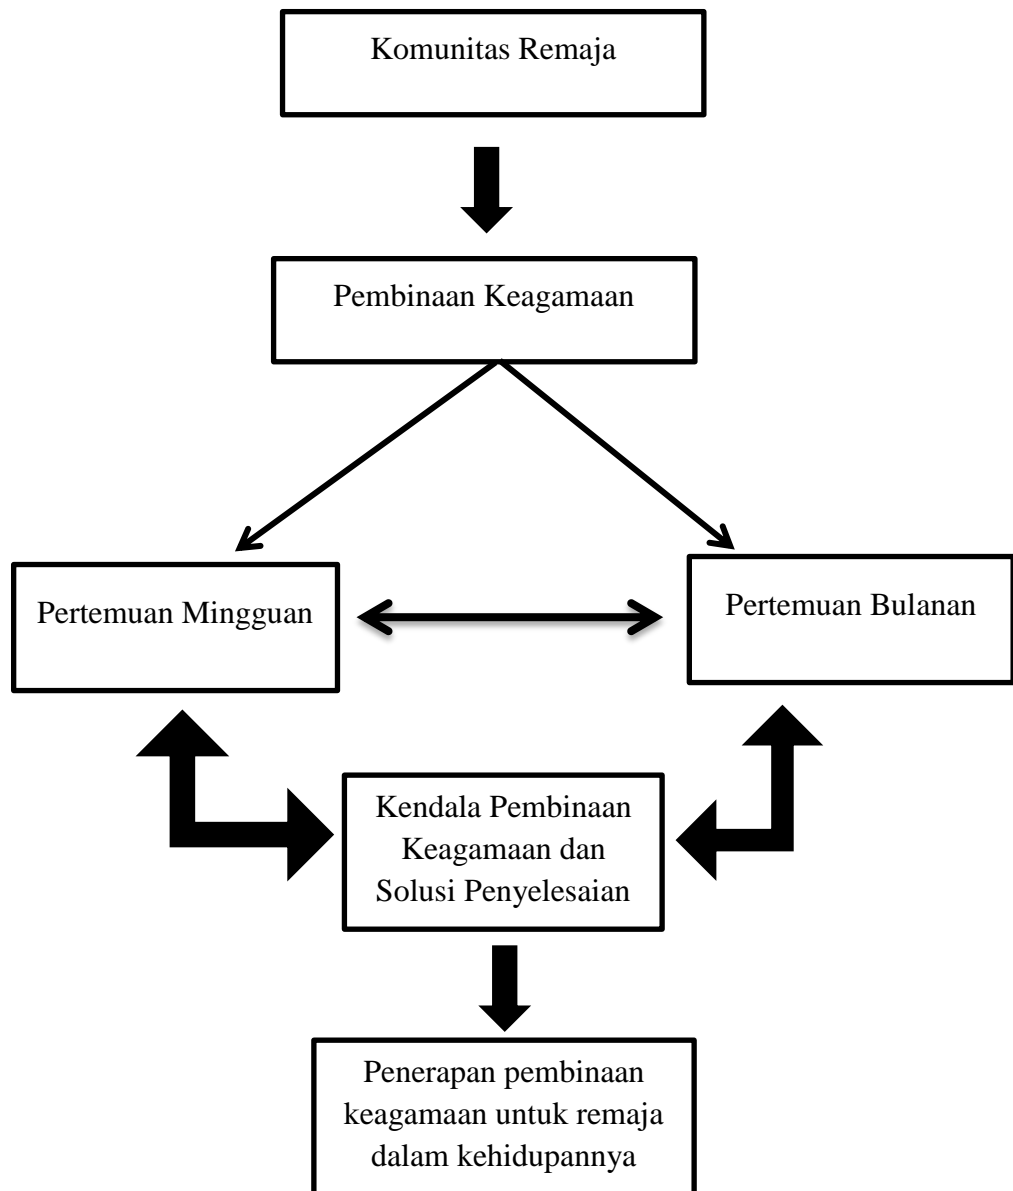 Komunitas Remaja
Pembinaan Keagamaan
Pertemuan Mingguan
Pertemuan Bulanan
Kendala Pembinaan
Keagamaan dan
Solusi Penyelesaian
Penerapan pembinaan
keagamaan untuk remaja
dalam kehidupannya